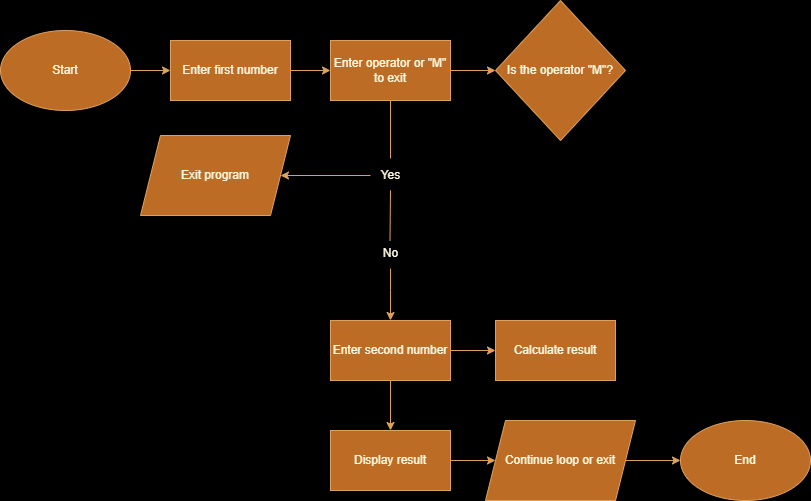 Start
Enter first number
Enter operator or "M"
to exit
Is the operator "M"?
Exit program
Yes
No
Enter second number
Calculate result
Display result
Continue loop or exit
End